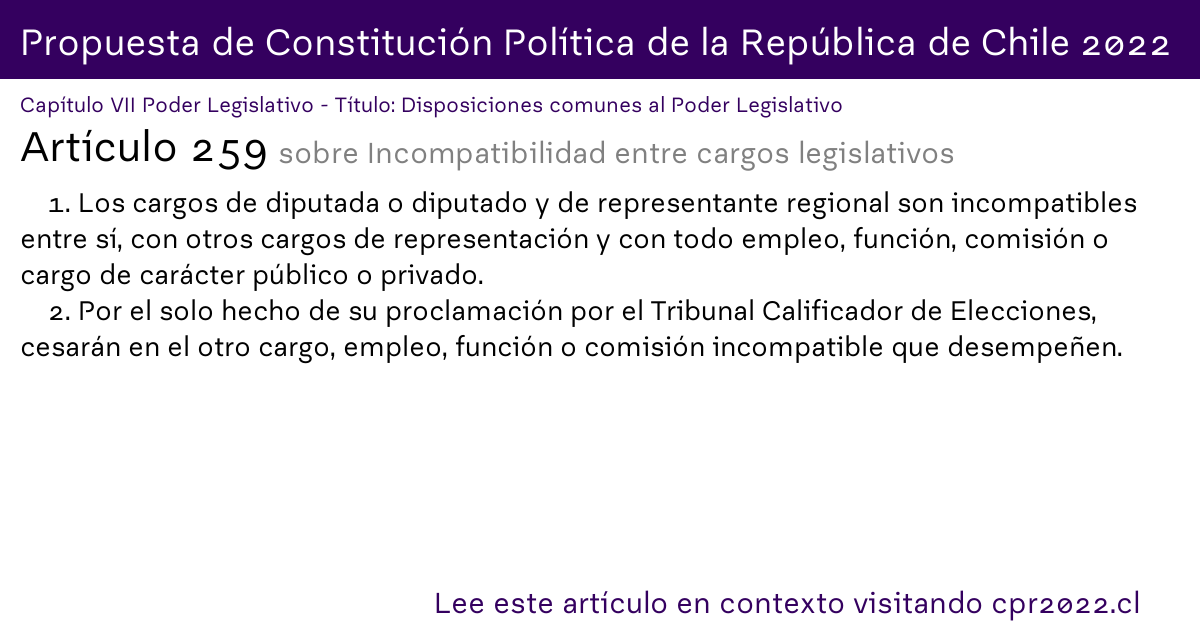 Propuesta de Constitución Política de la República de Chile 2022
Capítulo VII Poder Legislativo - Título: Disposiciones comunes al Poder Legislativo
Artículo 259 sobre Incompatibilidad entre cargos legislativos
1. Los cargos de diputada o diputado y de representante regional son incompatibles
entre sí, con otros cargos de representación y con todo empleo, función, comisión o
cargo de carácter público o privado.
2. Por el solo hecho de su proclamación por el Tribunal Calificador de Elecciones,
cesarán en el otro cargo, empleo, función o comisión incompatible que desempeñen.
Lee este artículo en contexto visitando cpr2022.cl